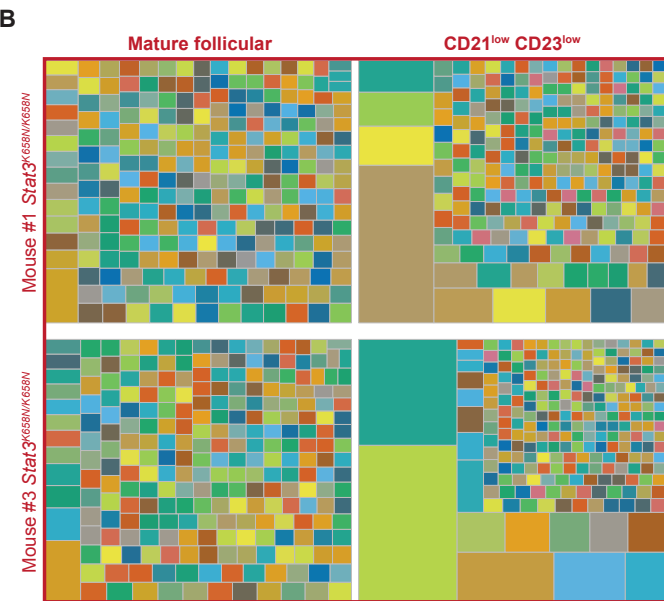 B
Mature follicular
CD21low CD23low
Mouse #1 Stat3K658N/K658N
Mouse #3 Stat3K658N/K658N